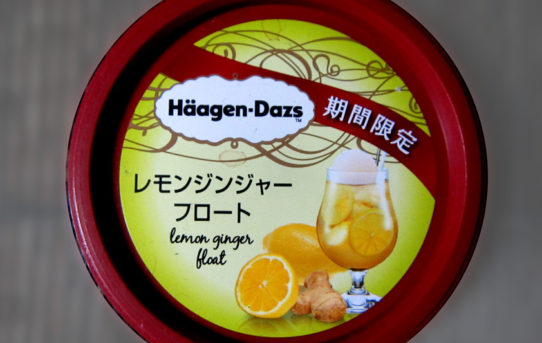 Häagen-Dazs™
期間限定
レモンジンジャー
フロート
lemon ginger
float